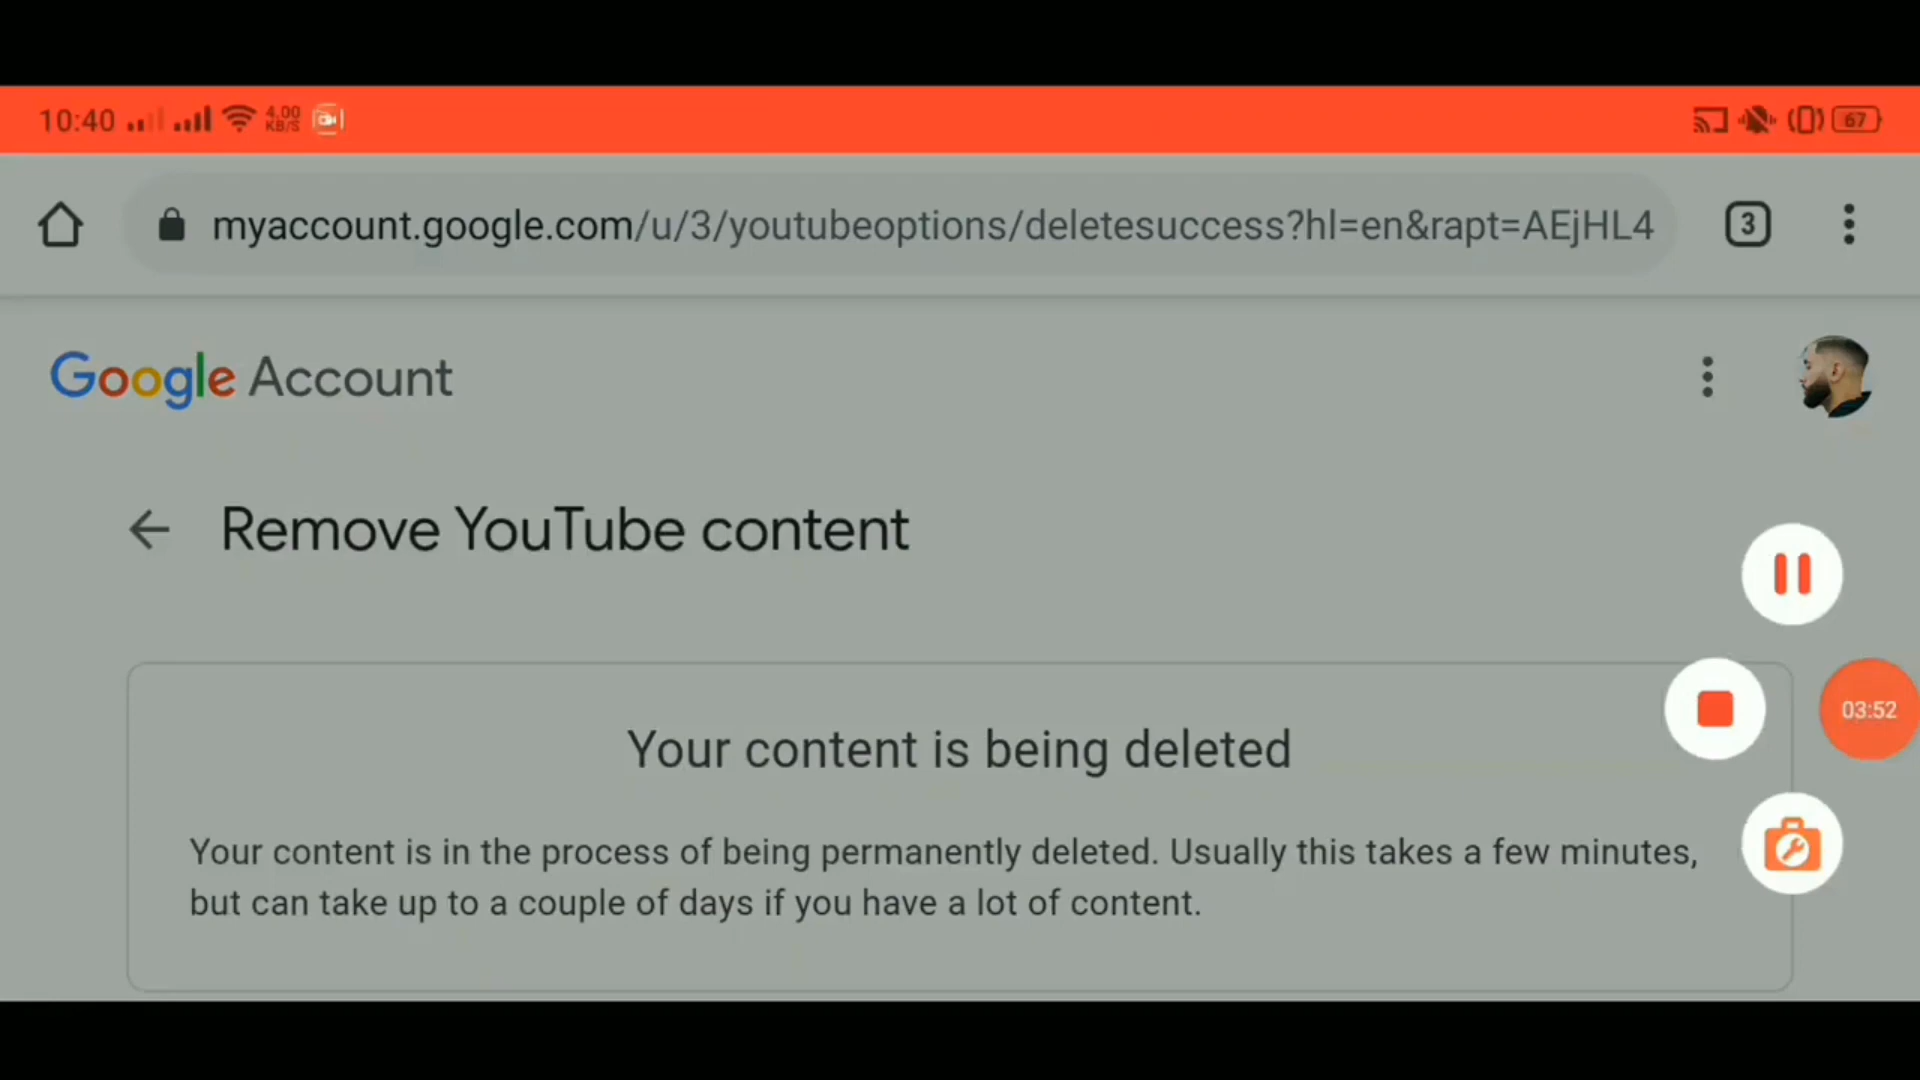 10:40 4.00 KB/S 67
myaccount.google.com/u/3/youtubeoptions/deletesuccess?hl=en&rapt=AEjHL4 3
Google Account
Remove YouTube content
Your content is being deleted
03:52
Your content is in the process of being permanently deleted. Usually this takes a few minutes,
but can take up to a couple of days if you have a lot of content.